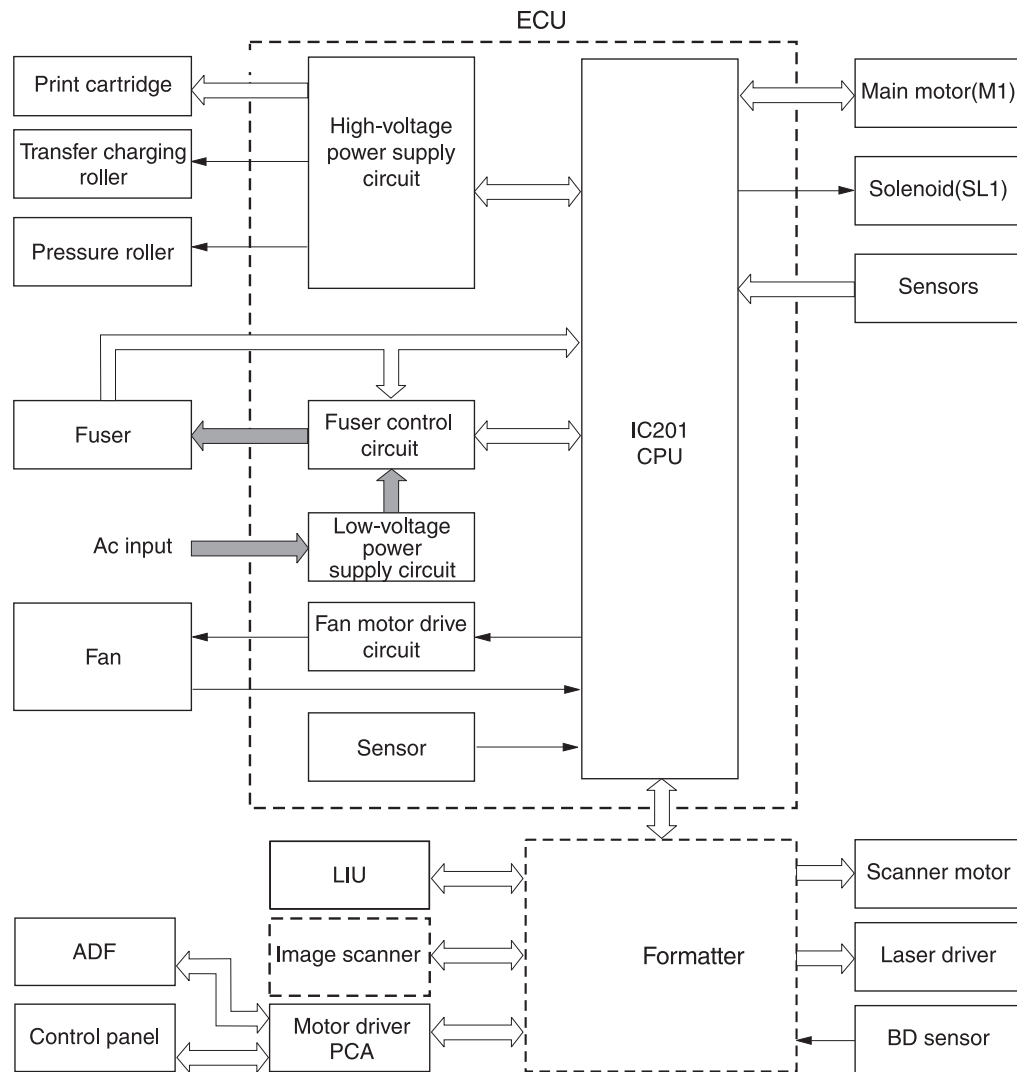 ECU
Print cartridge
Transfer charging
roller
Pressure roller
High-voltage
power supply
circuit
Main motor(M1)
Solenoid(SL1)
Sensors
Fuser
Fuser control
circuit
IC201
CPU
Ac input
Low-voltage
power
supply circuit
Fan
Fan motor drive
circuit
Sensor
LIU
Image scanner
Motor driver
PCA
ADF
Control panel
Formatter
Scanner motor
Laser driver
BD sensor